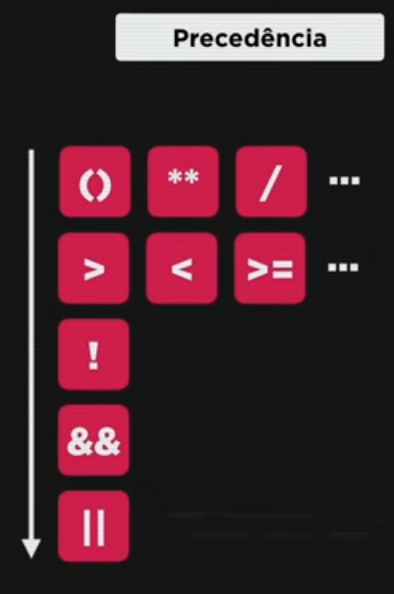 Precedência
() ** / ...
> < >= ...
!
&&
||